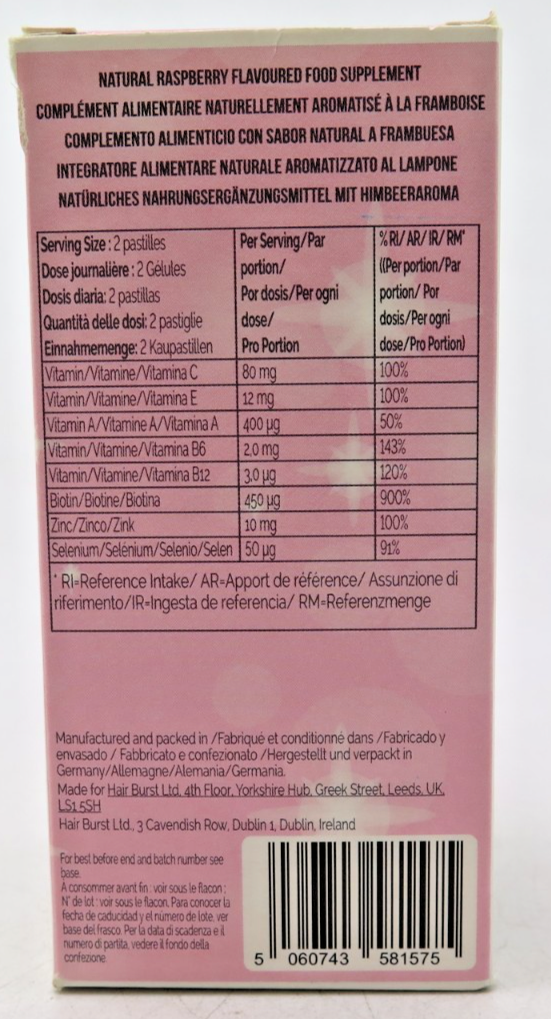 NATURAL RASPBERRY FLAVOURED FOOD SUPPLEMENT
COMPLÉMENT ALIMENTAIRE NATURELLEMENT AROMATISÉ À LA FRAMBOISE
COMPLEMENTO ALIMENTICIO CON SABOR NATURAL A FRAMBUESA
INTEGRATORE ALIMENTARE NATURALE AROMATIZZATO AL LAMPONE
NATÜRLICHES NAHRUNGSERGÄNZUNGSMITTEL MIT HIMBEERAROMA
Serving Size : 2 pastilles Per Serving/Par % RI/ AR/ IR/ RM*
Dose journalière : 2 Gélules portion/ ((Per portion/Par
Dosis diaria: 2 pastillas Por dosis/Per ogni portion/ Por
Quantità delle dosi: 2 pastiglie dose/ dosis/Per ogni
Einnahmemenge: 2 Kaupastillen Pro Portion dose/Pro Portion)
Vitamin/Vitamine/Vitamina C 80 mg 100%
Vitamin/Vitamine/Vitamina E 12 mg 100%
Vitamin A/Vitamine A/Vitamina A 400 µg 50%
Vitamin/Vitamine/Vitamina B6 2,0 mg 143%
Vitamin/Vitamine/Vitamina B12 3,0 µg 120%
Biotin/Biotine/Biotina 450 µg 900%
Zinc/Zinco/Zink 10 mg 100%
Selenium/Sélénium/Selenio/Selen 50 µg 91%
* RI=Reference Intake/ AR=Apport de référence/ Assunzione di
riferimento/IR=Ingesta de referencia/ RM=Referenzmenge
Manufactured and packed in /Fabriqué et conditionné dans /Fabricado y
envasado / Fabbricato e confezionato /Hergestellt und verpackt in
Germany/Allemagne/Alemania/Germania.
Made for Hair Burst Ltd. 4th Floor, Yorkshire Hub, Greek Street, Leeds, UK,
LS1 5SH
Hair Burst Ltd., 3 Cavendish Row, Dublin 1, Dublin, Ireland
For best before end and batch number see
base.
A consommer avant fin : voir sous le flacon :
N° de lot : voir sous le flacon. Para conocer la
fecha de caducidad y el número de lote, ver
base del frasco. Per la data di scadenza e il
numero di partita, vedere il fondo della
confezione.
5 060743 581575